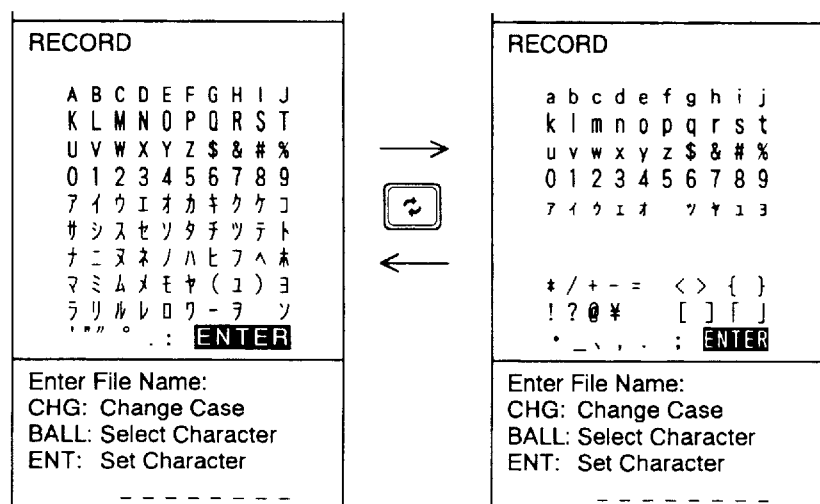 RECORD
A B C D E F G H I J
K L M N O P Q R S T
U V W X Y Z $ & # %
0 1 2 3 4 5 6 7 8 9
ア イ ウ エ オ カ キ ク ケ コ
サ シ ス セ ソ タ チ ツ テ ト
ナ ニ ヌ ネ ノ ハ ヒ フ ヘ ホ
マ ミ ム メ モ ヤ ( ユ ) ヨ
ラ リ ル レ ロ ワ - ヲ ン
' " ° . : ENTER
Enter File Name:
CHG: Change Case
BALL: Select Character
ENT: Set Character
_ _ _ _ _ _ _ _
RECORD
a b c d e f g h i j
k l m n o p q r s t
u v w x y z $ & # %
0 1 2 3 4 5 6 7 8 9
ァ ィ ゥ ェ ォ ッ ャ ュ ョ
* / + - = < > { }
! ? @ ¥ [ ] ｢ ｣
･ _ 、 , . ; ENTER
Enter File Name:
CHG: Change Case
BALL: Select Character
ENT: Set Character
_ _ _ _ _ _ _ _